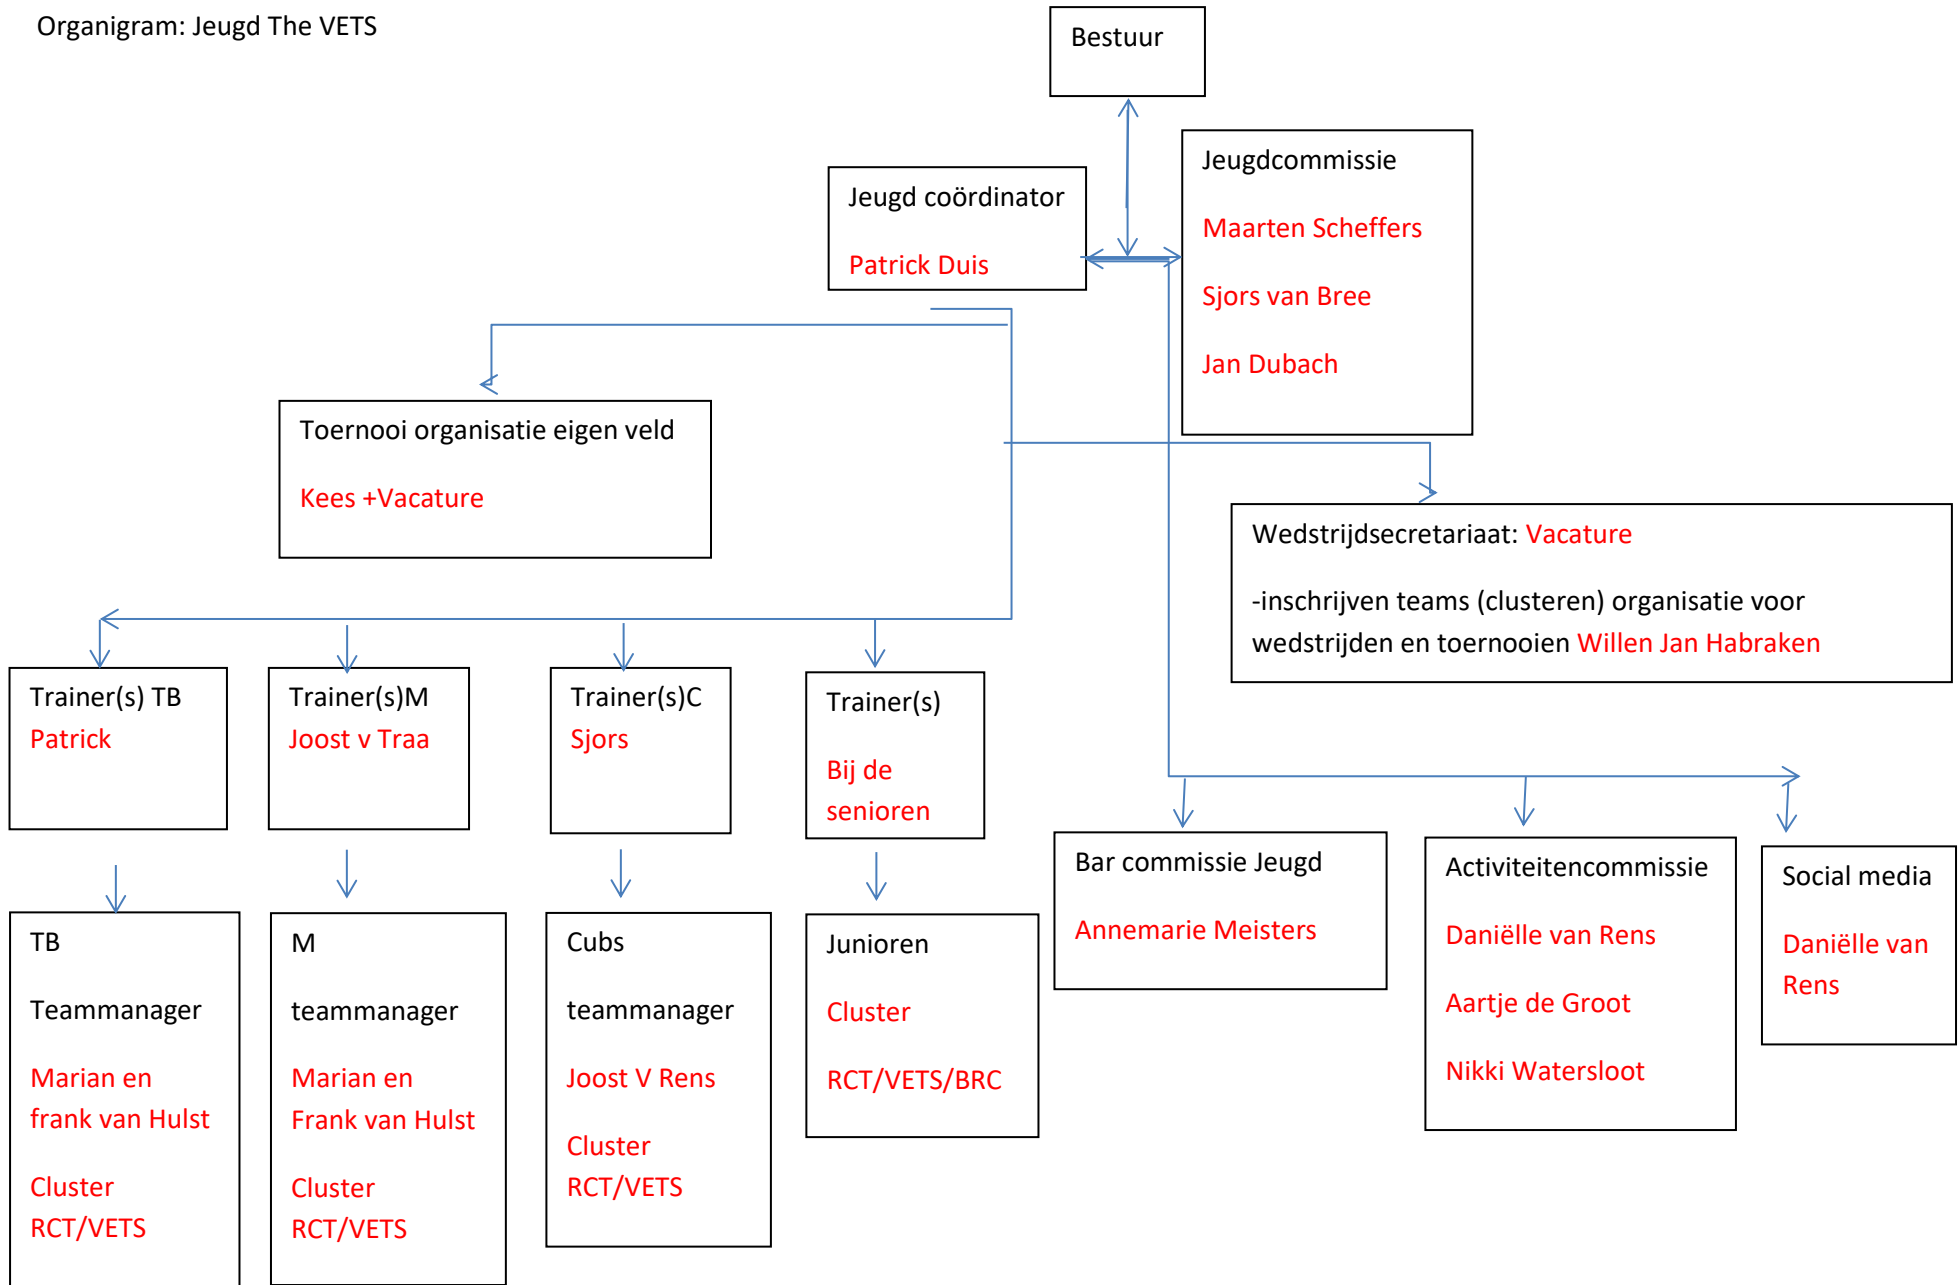 Organigram: Jeugd The VETS
Bestuur
Jeugd coördinator
Patrick Duis
Jeugdcommissie
Maarten Scheffers
Sjors van Bree
Jan Dubach
Toernooi organisatie eigen veld
Kees +Vacature
Wedstrijdsecretariaat: Vacature
-inschrijven teams (clusteren) organisatie voor
wedstrijden en toernooien Willen Jan Habraken
Trainer(s) TB
Patrick
Trainer(s)M
Joost v Traa
Trainer(s)C
Sjors
Trainer(s)
Bij de
senioren
Bar commissie Jeugd
Annemarie Meisters
Activiteitencommissie
Daniëlle van Rens
Aartje de Groot
Nikki Watersloot
Social media
Daniëlle van
Rens
TB
Teammanager
Marian en
frank van Hulst
Cluster
RCT/VETS
M
teammanager
Marian en
Frank van Hulst
Cluster
RCT/VETS
Cubs
teammanager
Joost V Rens
Cluster
RCT/VETS
Junioren
Cluster
RCT/VETS/BRC